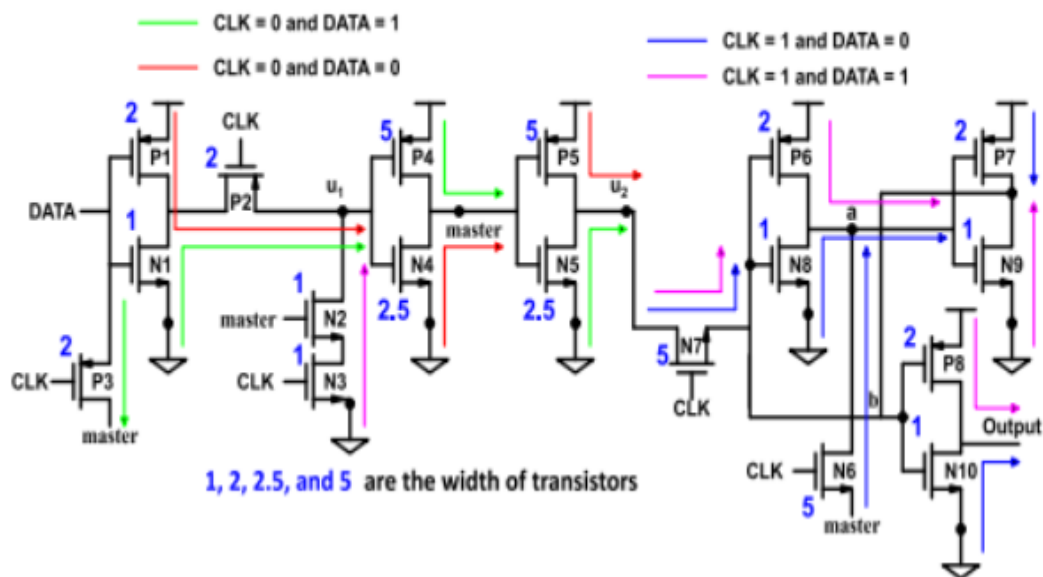 CLK = 0 and DATA = 1
CLK = 0 and DATA = 0
CLK = 1 and DATA = 0
CLK = 1 and DATA = 1
2
P1
CLK
2
P2
u1
5
P4
5
P5
u2
2
P6
2
P7
DATA
1
N1
master
N4
2.5
N5
2.5
a
1
N8
1
N9
1
master
N2
1
CLK
N3
2
CLK
P3
master
5
N7
CLK
b
2
P8
Output
1
N10
CLK
N6
5
master
1, 2, 2.5, and 5 are the width of transistors